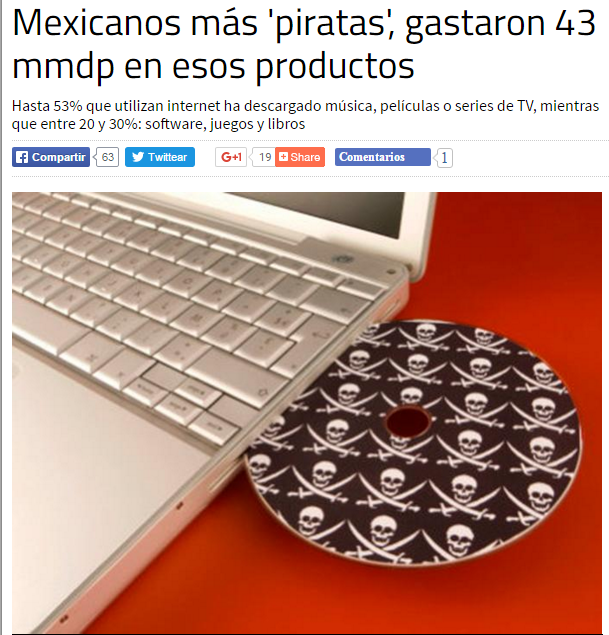 Mexicanos más 'piratas', gastaron 43
mmdp en esos productos
Hasta 53% que utilizan internet ha descargado música, películas o series de TV, mientras
que entre 20 y 30%: software, juegos y libros
Compartir 63 Twittear G+1 19 Share Comentarios 1